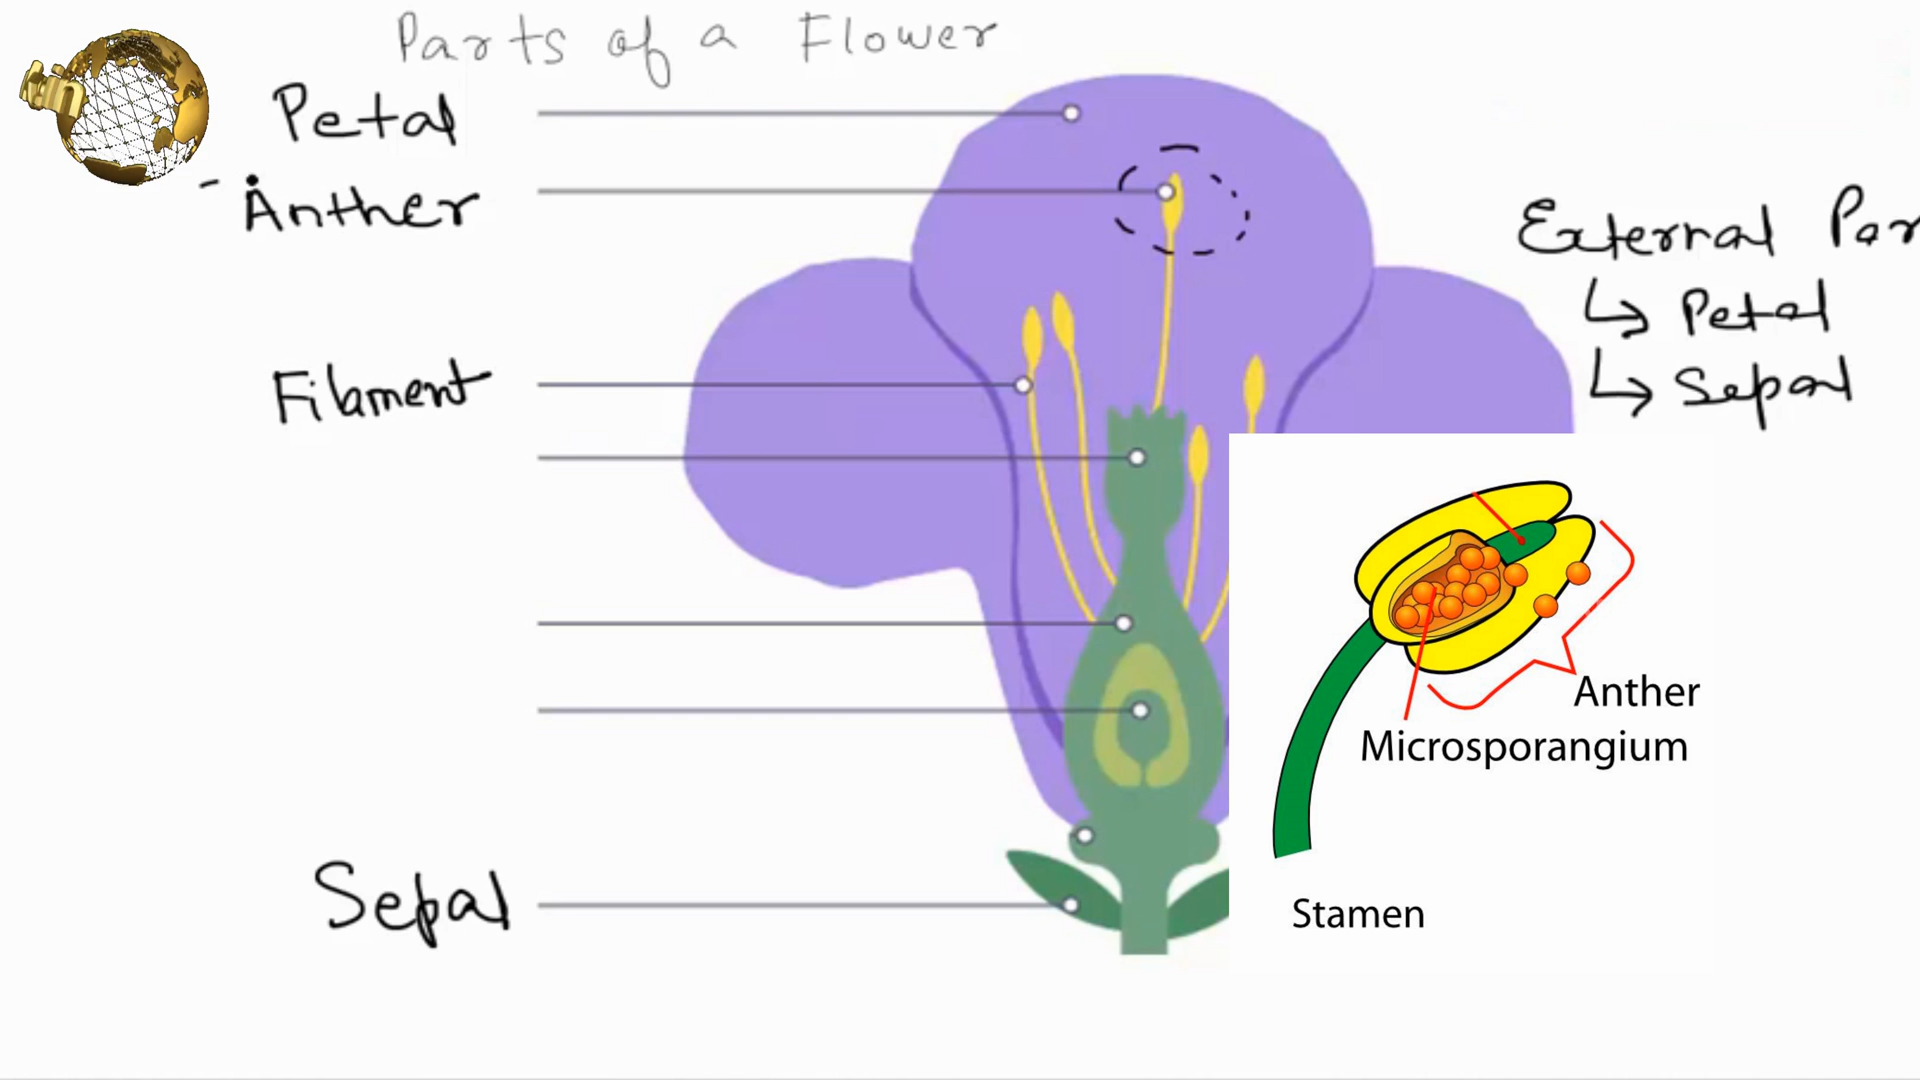 Parts of a Flower
Petal
Anther
Filament
Sepal
External Par
Petal
Sepal
Anther
Microsporangium
Stamen